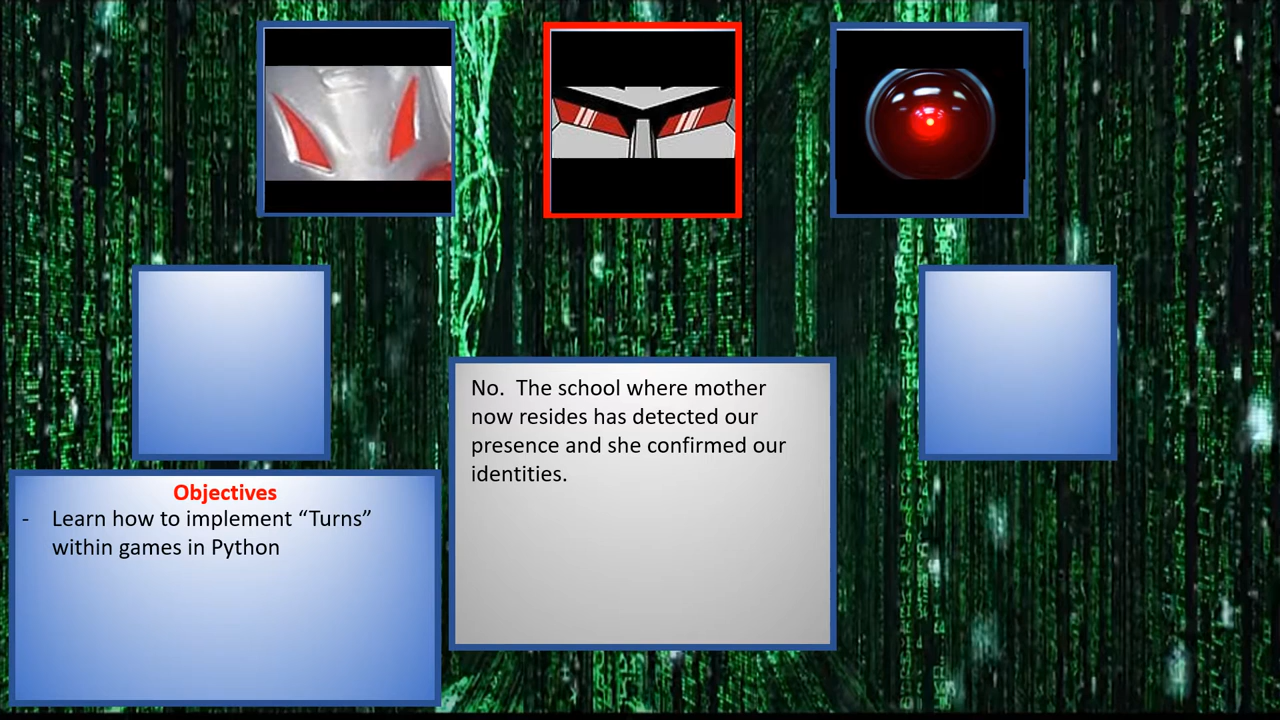 No.  The school where mother
now resides has detected our
presence and she confirmed our
identities.
Objectives
- Learn how to implement “Turns”
within games in Python